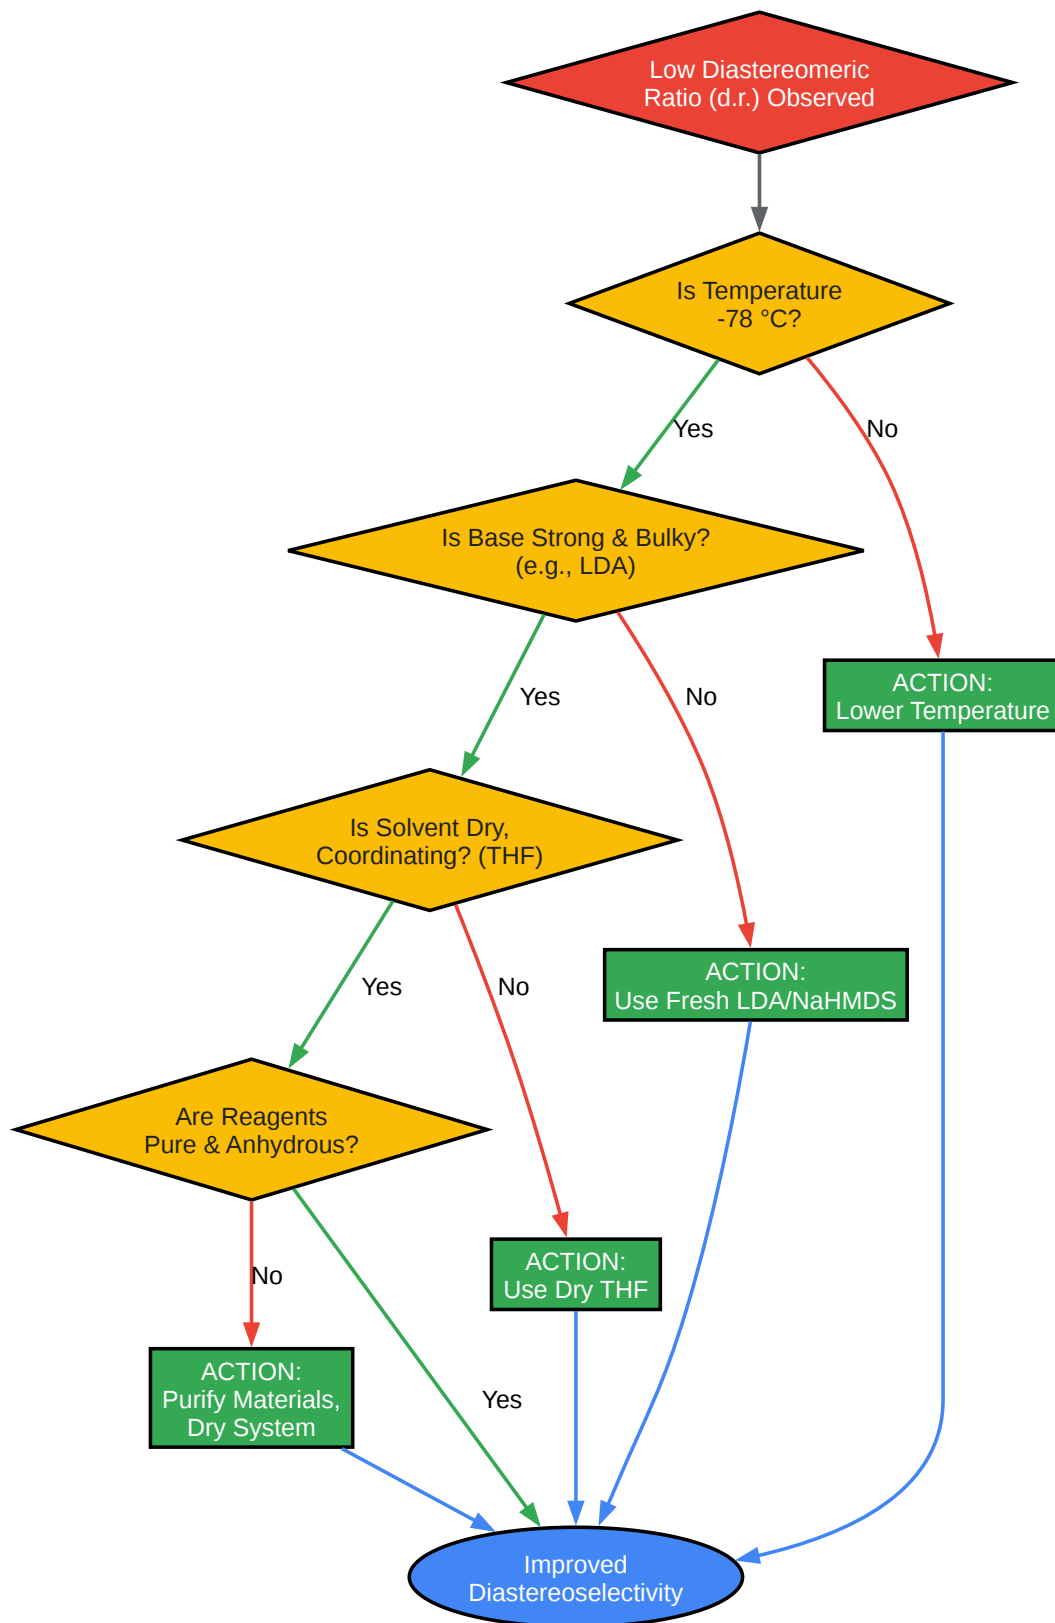 Low Diastereomeric
Ratio (d.r.) Observed
Is Temperature
-78 °C?
Yes
No
Is Base Strong & Bulky?
(e.g., LDA)
Yes
No
ACTION:
Lower Temperature
Is Solvent Dry,
Coordinating? (THF)
Yes
No
ACTION:
Use Fresh LDA/NaHMDS
Are Reagents
Pure & Anhydrous?
No
Yes
ACTION:
Use Dry THF
ACTION:
Purify Materials,
Dry System
Improved
Diastereoselectivity